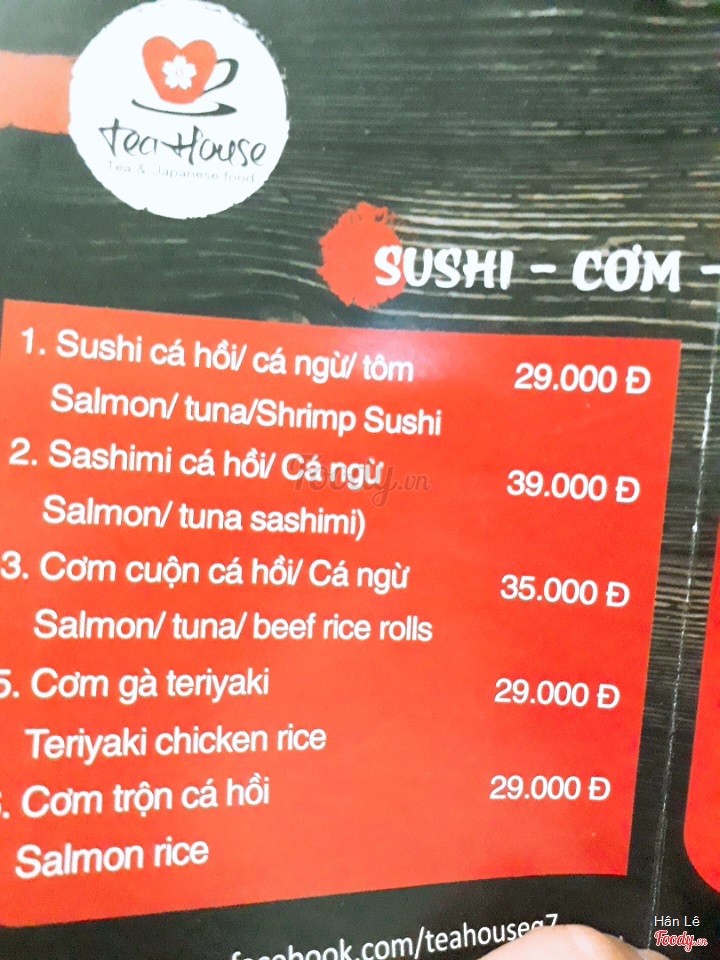 Tea House
Tea & Japanese food
SUSHI - CƠM -
1. Sushi cá hồi/ cá ngừ/ tôm 29.000 Đ
Salmon/ tuna/Shrimp Sushi
2. Sashimi cá hồi/ Cá ngừ 39.000 Đ
Salmon/ tuna sashimi)
3. Cơm cuộn cá hồi/ Cá ngừ 35.000 Đ
Salmon/ tuna/ beef rice rolls
5. Cơm gà teriyaki 29.000 Đ
Teriyaki chicken rice
. Cơm trộn cá hồi 29.000 Đ
Salmon rice
facebook.com/teahouseq7
Foody.vn
Hân Lê
Foody.vn